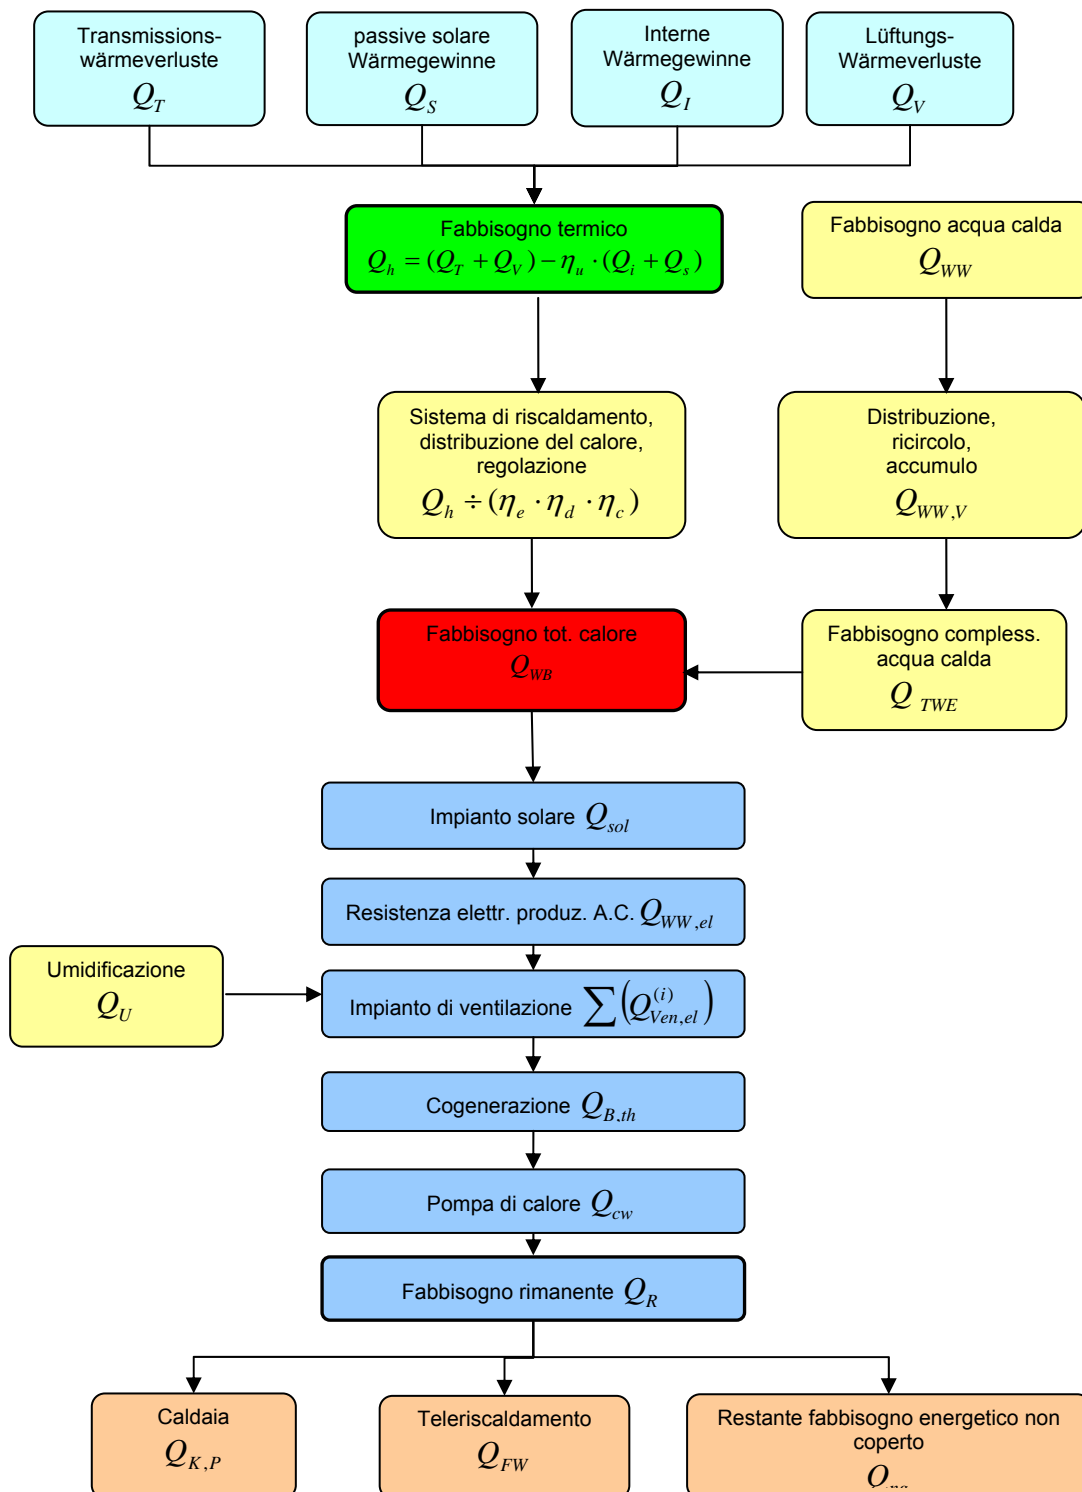 Transmissions-
wärmeverluste
Q_T
passive solare
Wärmegewinne
Q_S
Interne
Wärmegewinne
Q_I
Lüftungs-
Wärmeverluste
Q_V
Fabbisogno termico
Q_h = (Q_T + Q_V) − η_u · (Q_i + Q_s)
Fabbisogno acqua calda
Q_WW
Sistema di riscaldamento,
distribuzione del calore,
regolazione
Q_h ÷ (η_e · η_d · η_c)
Distribuzione,
ricircolo,
accumulo
Q_WW,V
Fabbisogno tot. calore
Q_WB
Fabbisogno compless.
acqua calda
Q_TWE
Impianto solare Q_sol
Resistenza elettr. produz. A.C. Q_WW,el
Umidificazione
Q_U
Impianto di ventilazione ∑(Q_Ven,el^(i))
Cogenerazione Q_B,th
Pompa di calore Q_cw
Fabbisogno rimanente Q_R
Caldaia
Q_K,P
Teleriscaldamento
Q_FW
Restante fabbisogno energetico non
coperto